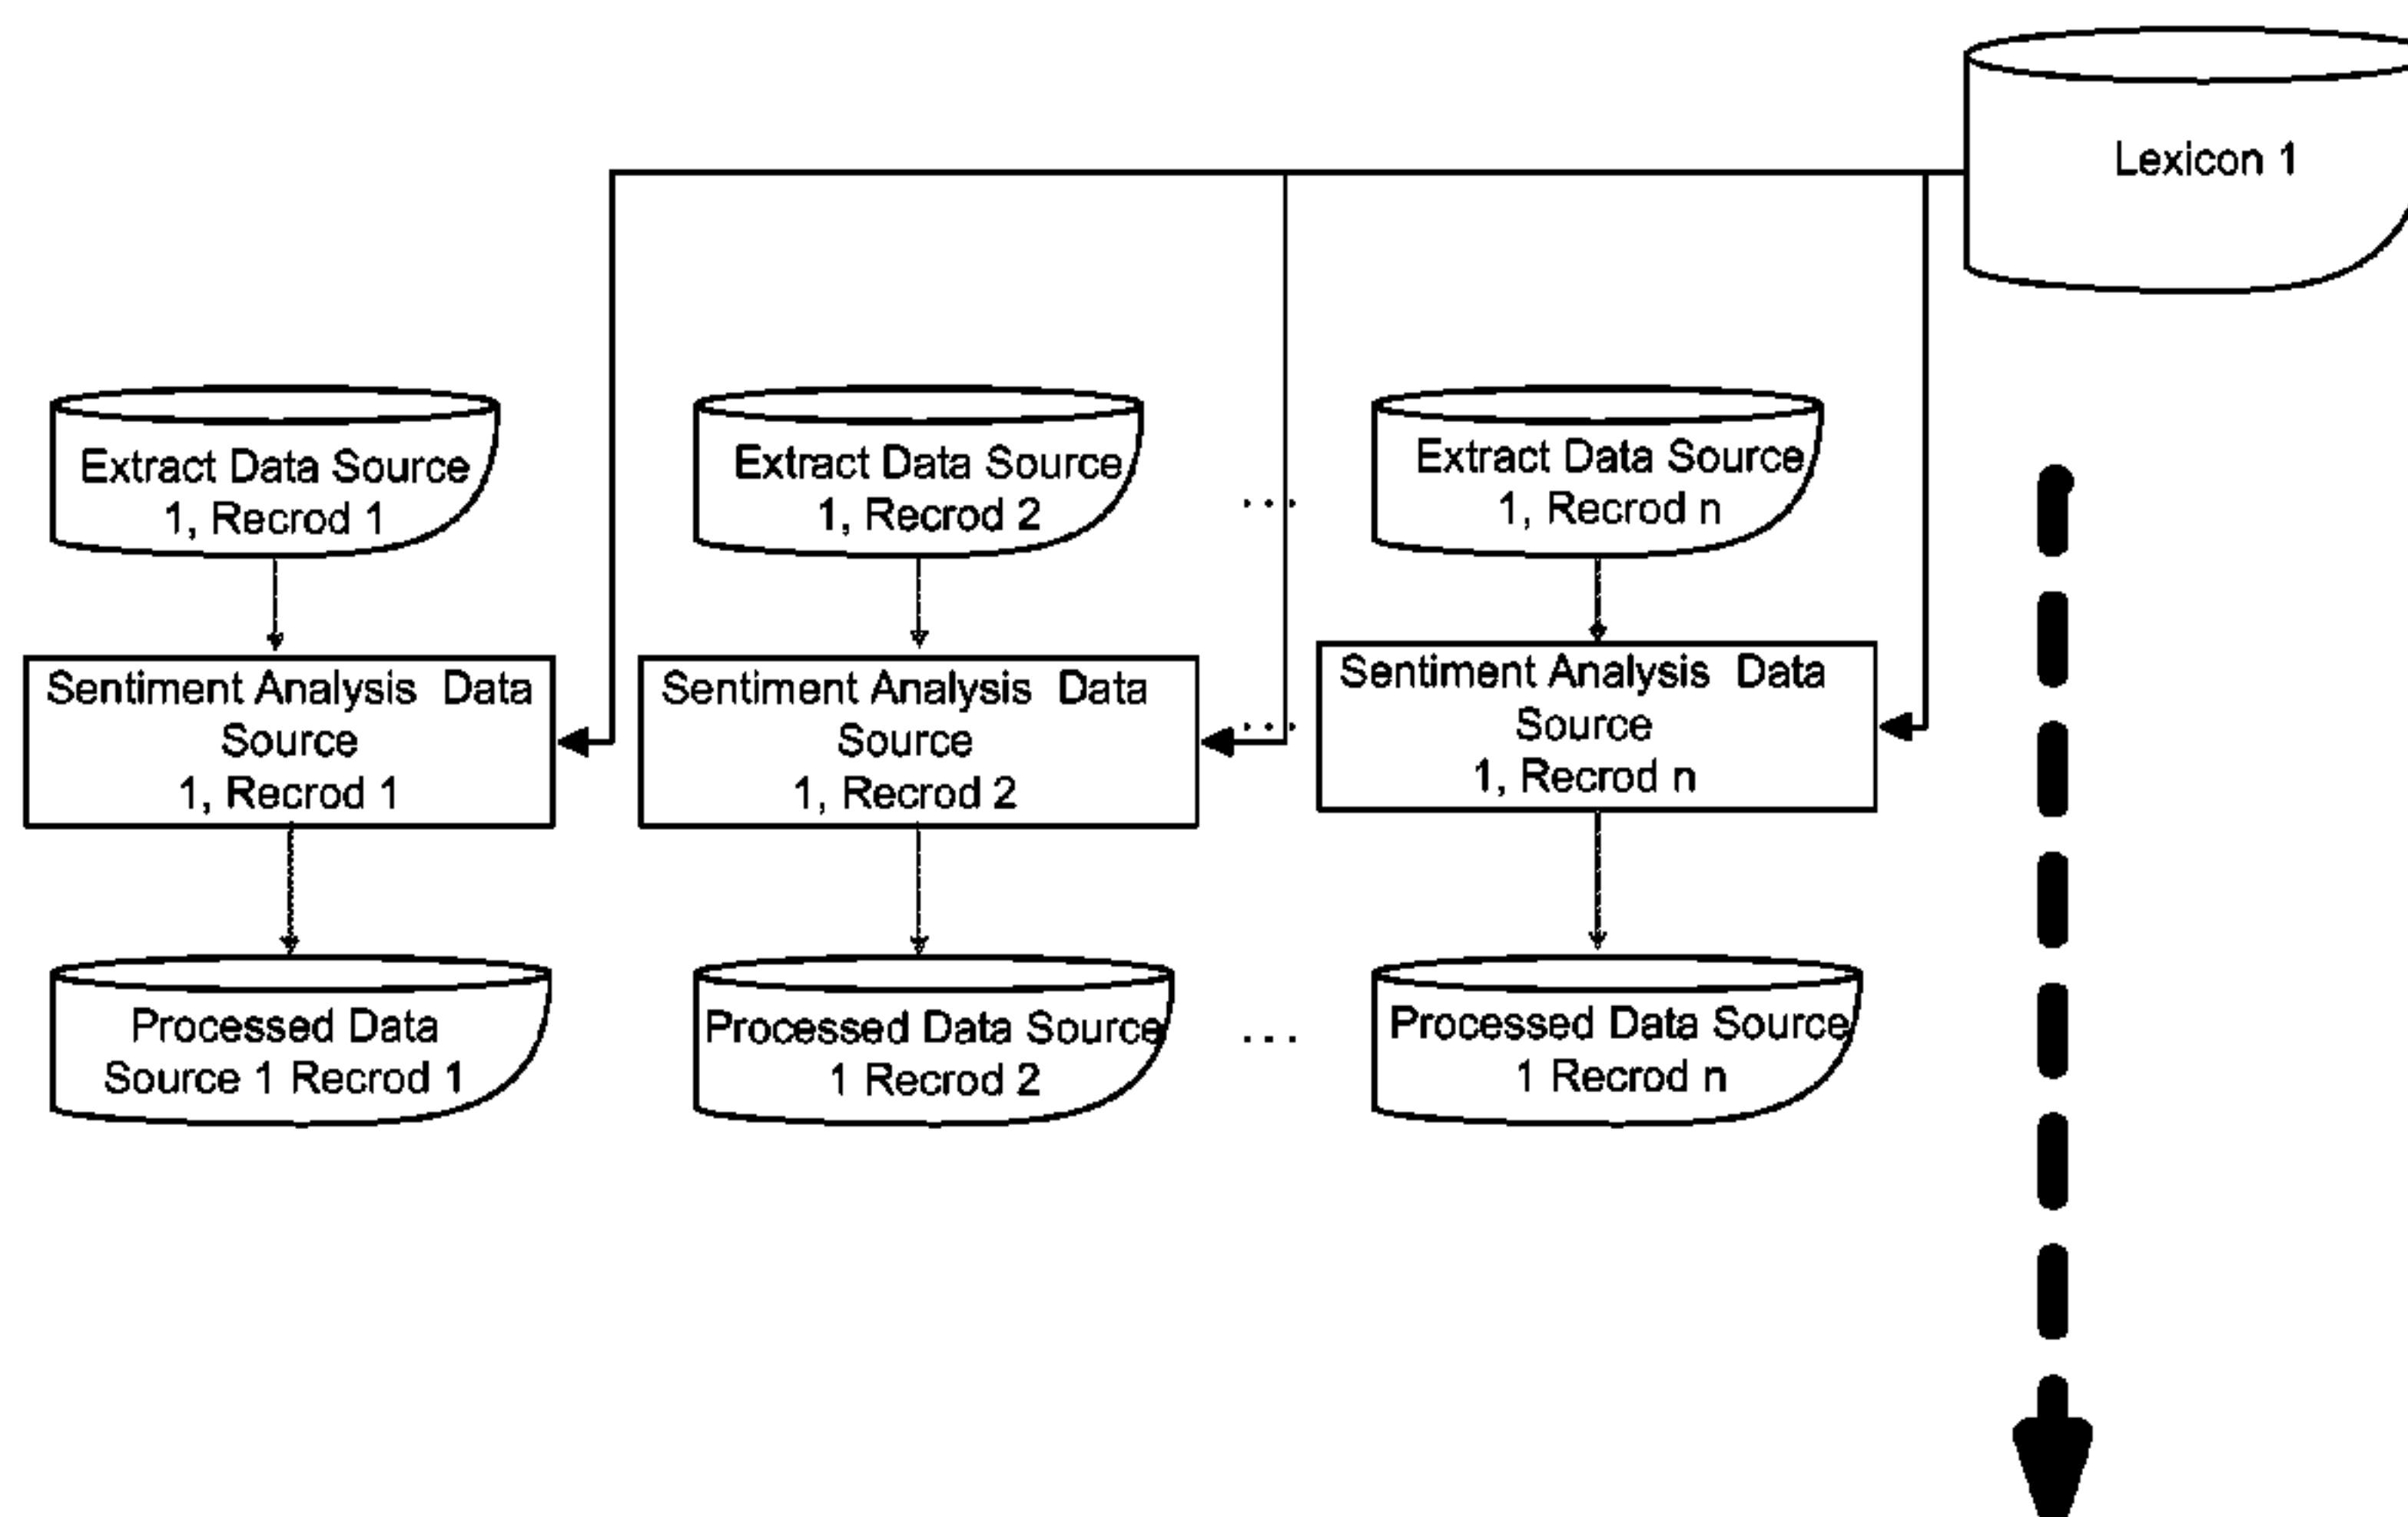 Lexicon 1
Extract Data Source
1, Recrod 1
Extract Data Source
1, Recrod 2
...
Extract Data Source
1, Recrod n
Sentiment Analysis Data
Source
1, Recrod 1
Sentiment Analysis Data
Source
1, Recrod 2
...
Sentiment Analysis Data
Source
1, Recrod n
Processed Data
Source 1 Recrod 1
Processed Data Source
1 Recrod 2
...
Processed Data Source
1 Recrod n